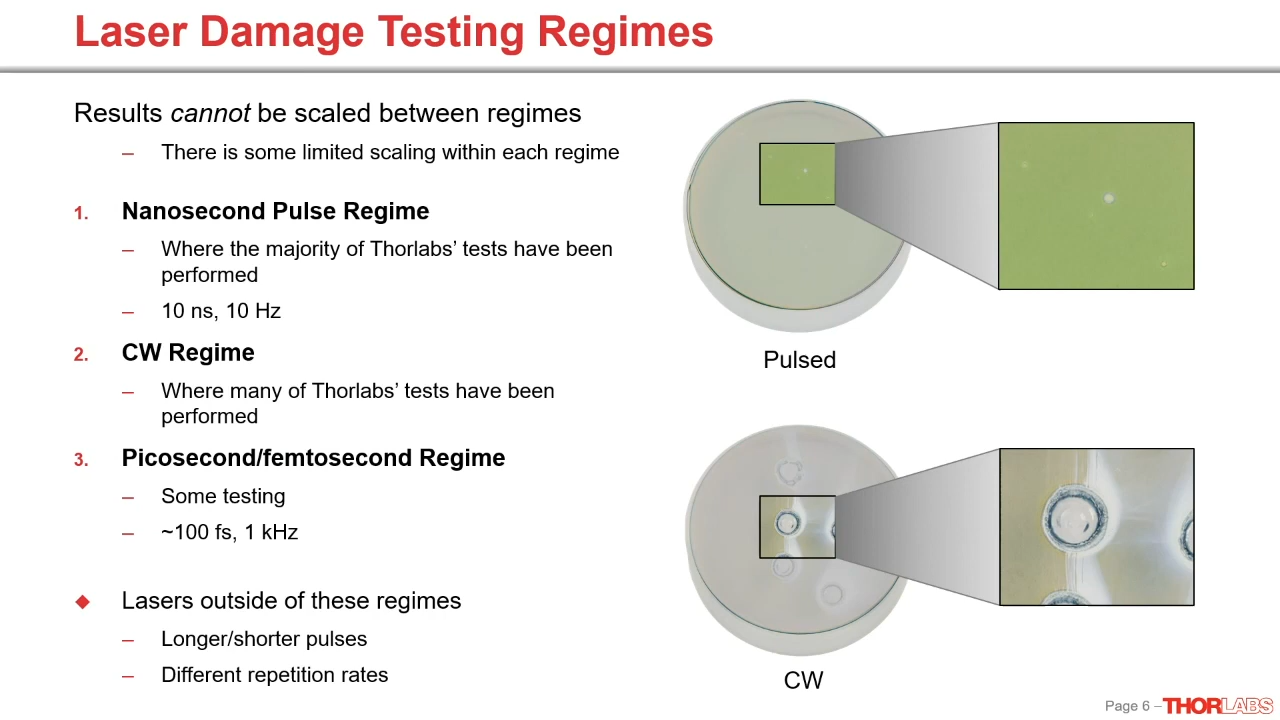 Laser Damage Testing Regimes
Results cannot be scaled between regimes
– There is some limited scaling within each regime
1. Nanosecond Pulse Regime
– Where the majority of Thorlabs’ tests have been
performed
– 10 ns, 10 Hz
2. CW Regime
– Where many of Thorlabs’ tests have been
performed
3. Picosecond/femtosecond Regime
– Some testing
– ~100 fs, 1 kHz
◆ Lasers outside of these regimes
– Longer/shorter pulses
– Different repetition rates
Pulsed
CW
Page 6 – THORLABS